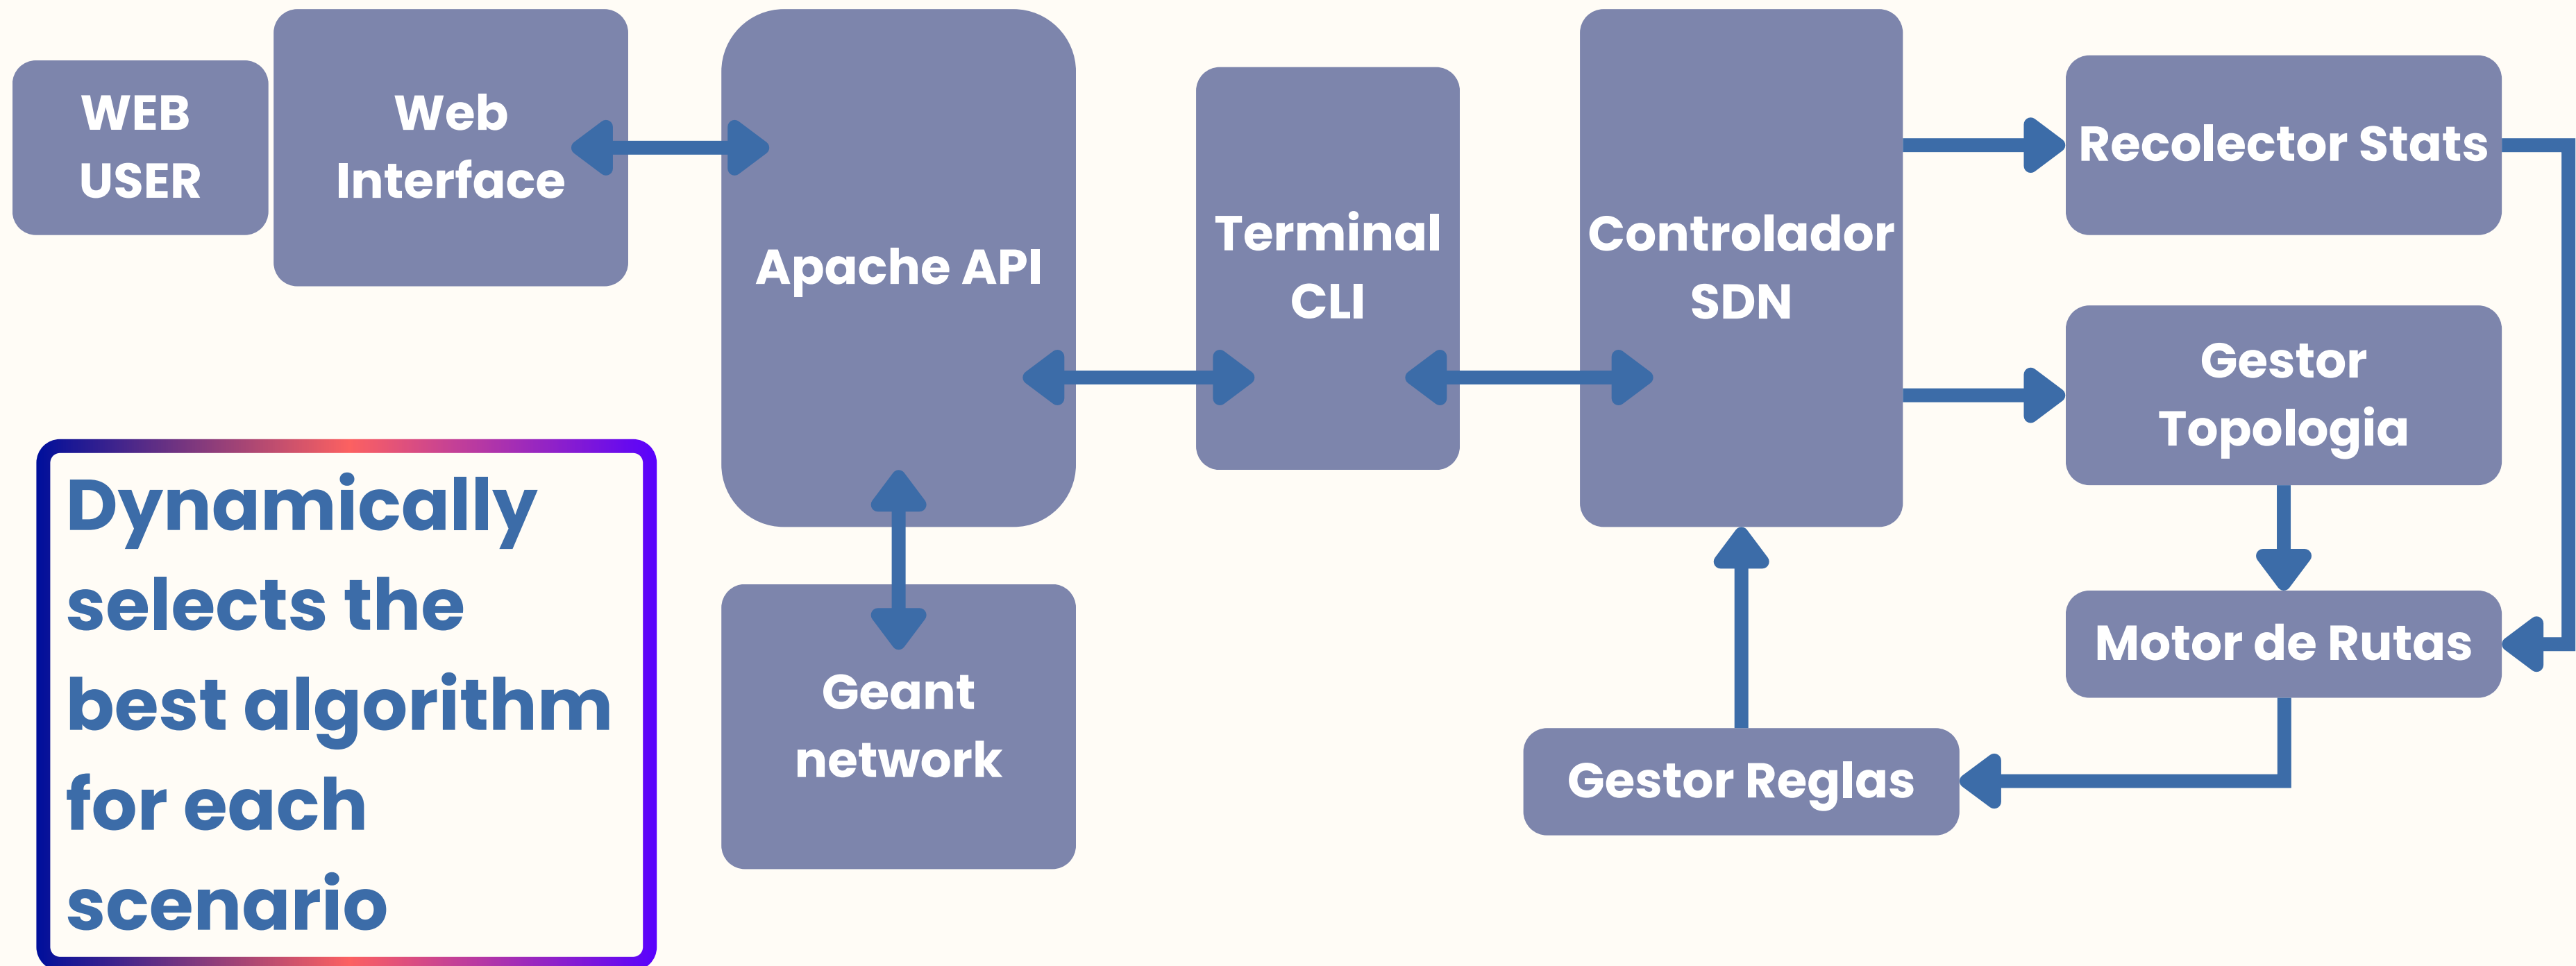 WEB
USER
Web
Interface
Apache API
Terminal
CLI
Controlador
SDN
Recolector Stats
Gestor
Topologia
Motor de Rutas
Gestor Reglas
Geant
network
Dynamically
selects the
best algorithm
for each
scenario